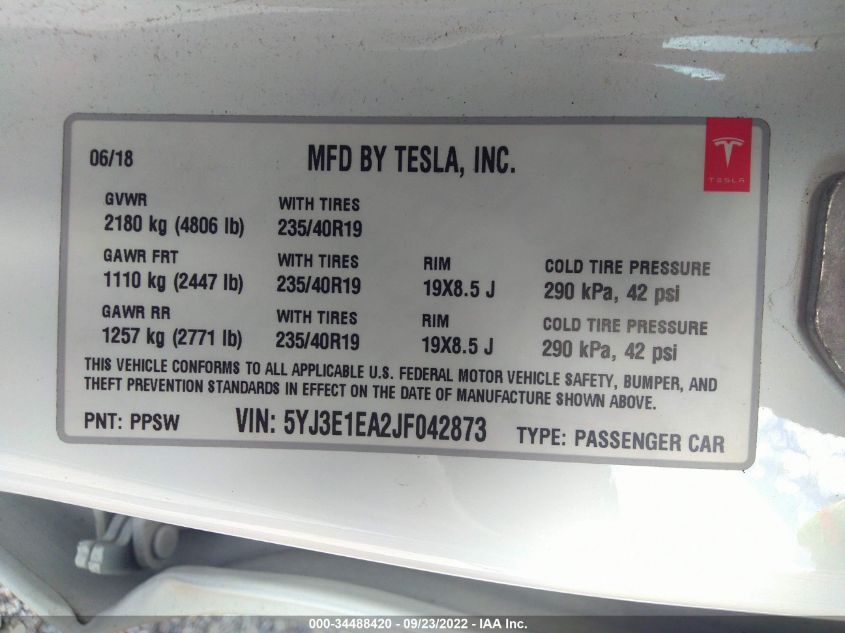 06/18 MFD BY TESLA, INC.
TESLA
GVWR WITH TIRES
2180 kg (4806 lb) 235/40R19
GAWR FRT WITH TIRES RIM COLD TIRE PRESSURE
1110 kg (2447 lb) 235/40R19 19X8.5 J 290 kPa, 42 psi
GAWR RR WITH TIRES RIM COLD TIRE PRESSURE
1257 kg (2771 lb) 235/40R19 19X8.5 J 290 kPa, 42 psi
THIS VEHICLE CONFORMS TO ALL APPLICABLE U.S. FEDERAL MOTOR VEHICLE SAFETY, BUMPER, AND
THEFT PREVENTION STANDARDS IN EFFECT ON THE DATE OF MANUFACTURE SHOWN ABOVE.
PNT: PPSW VIN: 5YJ3E1EA2JF042873 TYPE: PASSENGER CAR
000-34488420 - 09/23/2022 - IAA Inc.